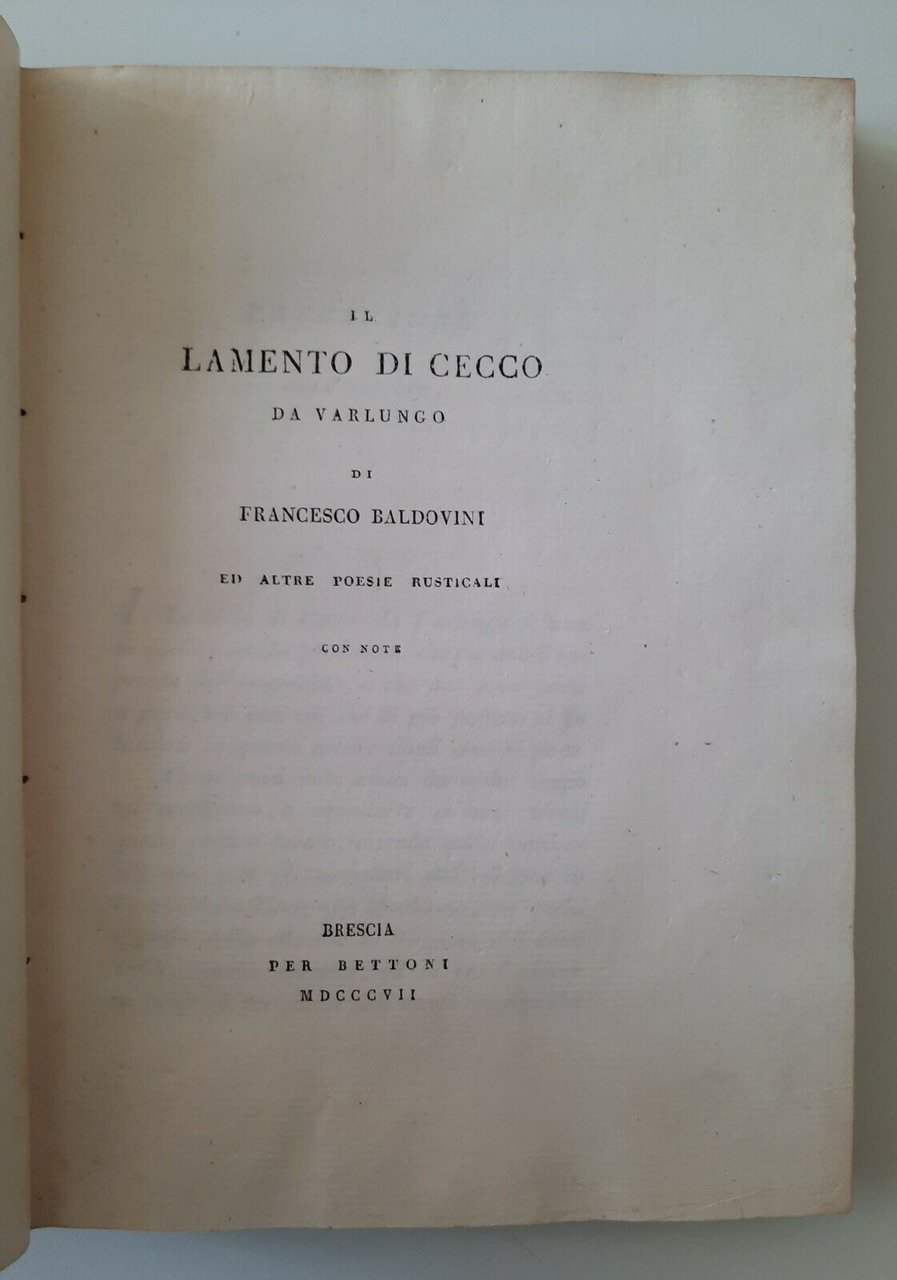 IL
LAMENTO DI CECCO
DA VARLUNGO
DI
FRANCESCO BALDOVINI
ED ALTRE POESIE RUSTICALI
CON NOTE
BRESCIA
PER BETTONI
MDCCCVII